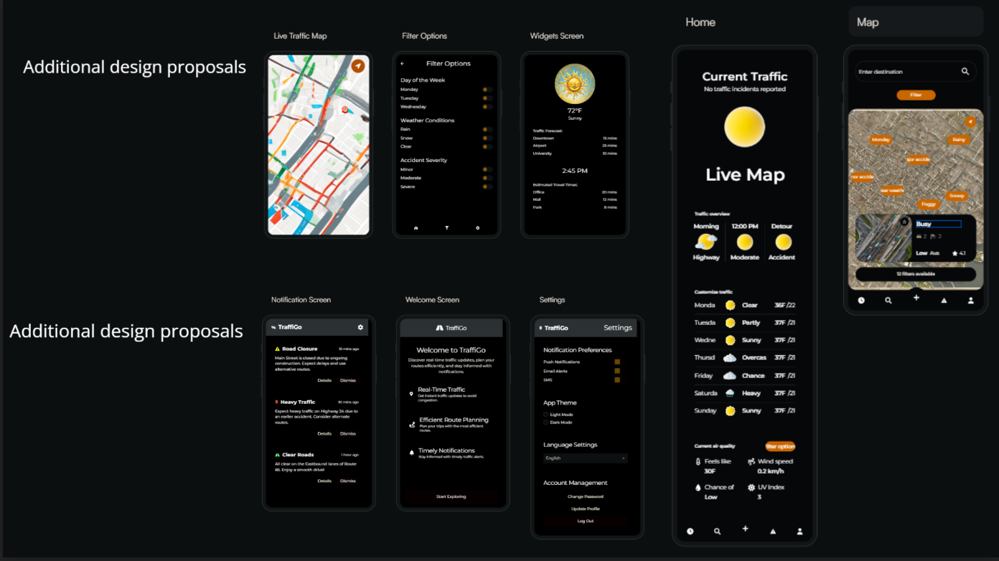 Additional design proposals
Live Traffic Map
Filter Options
Filter Options
Day of the Week
Monday
Tuesday
Wednesday
Weather Conditions
Rain
Snow
Clear
Accident Severity
Minor
Moderate
Severe
Widgets Screen
72°F
Sunny
Traffic Forecast:
Downtown 15 mins
Airport 25 mins
University 10 mins
2:45 PM
Estimated Travel Times:
Office 20 mins
Mall 12 mins
Park 8 mins
Additional design proposals
Notification Screen
TraffiGo
Road Closure 10 mins ago
Main Street is closed due to ongoing
construction. Expect delays and use
alternative routes.
Details Dismiss
Heavy Traffic 30 mins ago
Expect heavy traffic on Highway 24 due to
an earlier accident. Consider alternate
routes.
Details Dismiss
Clear Roads 1 hour ago
All clear on the Eastbound lanes of Route
66. Enjoy a smooth drive!
Details Dismiss
Welcome Screen
TraffiGo
Welcome to TraffiGo
Discover real-time traffic updates, plan your
routes efficiently, and stay informed with
notifications.
Real-Time Traffic
Get instant traffic updates to avoid
congestion.
Efficient Route Planning
Plan your trips with the most efficient
routes.
Timely Notifications
Stay informed with timely traffic alerts.
Start Exploring
Settings
TraffiGo Settings
Notification Preferences
Push Notifications
Email Alerts
SMS
App Theme
Light Mode
Dark Mode
Language Settings
English
Account Management
Change Password
Update Profile
Log Out
Home
Current Traffic
No traffic incidents reported
Live Map
Traffic overview
Morning 12:00 PM Detour
Highway Moderate Accident
Customize traffic
Monda Clear 36F /22
Tuesda Partly 37F /21
Wedne Sunny 37F /21
Thursd Overcas 37F /21
Friday Chance 37F /21
Saturda Heavy 37F /21
Sunday Sunny 37F /21
Current air quality filter option
Feels like Wind speed
30F 0.2 km/h
Chance of UV Index
Low 3
Map
Enter destination
Filter
Monday Rainy
jor accide
nor accide
ear weathe
Snowy
Foggy
Busy
2 2
Low Ave 4.1
12 filters available